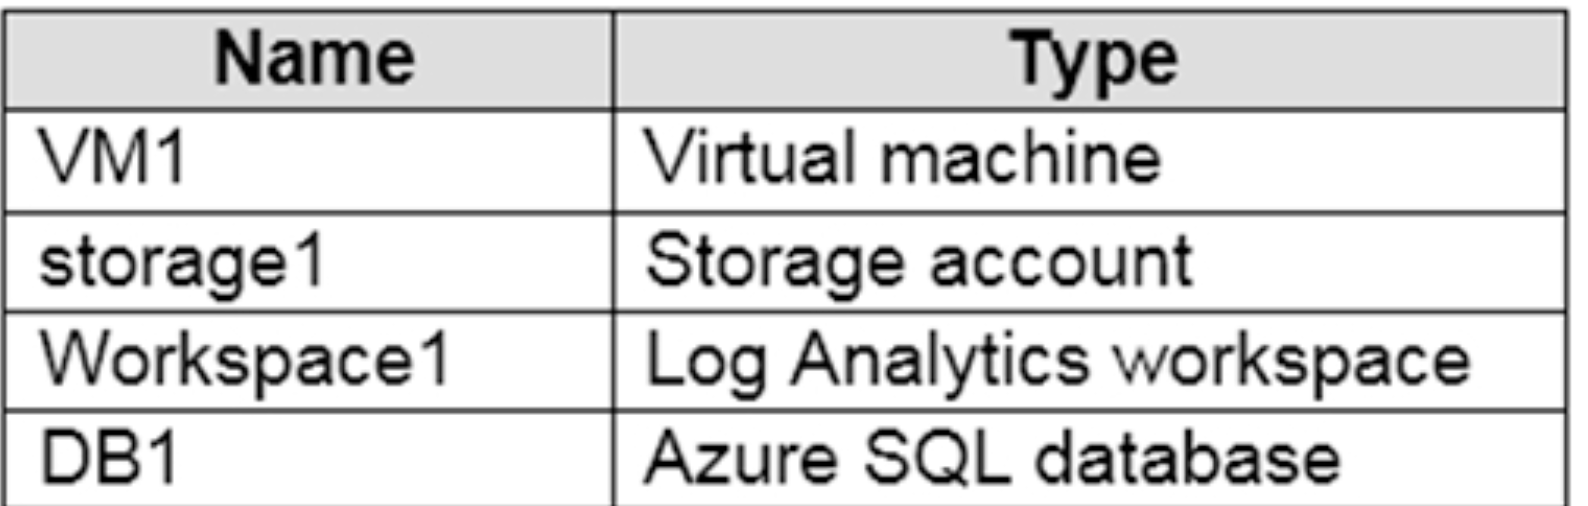 Name Type
VM1 Virtual machine
storage1 Storage account
Workspace1 Log Analytics workspace
DB1 Azure SQL database